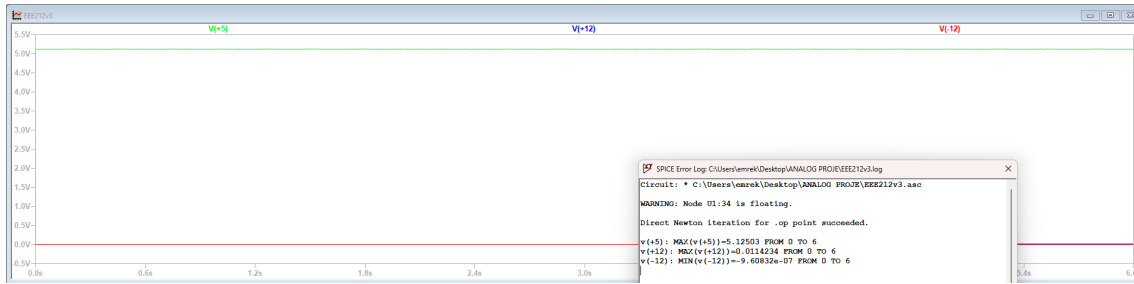 EEE212v3
V(+5) V(+12) V(-12)
5.5V
5.0V
4.5V
4.0V
3.5V
3.0V
2.5V
2.0V
1.5V
1.0V
0.5V
0.0V
-0.5V
0.0s 0.6s 1.2s 1.8s 2.4s 3.0s 5.4s 6.
SPICE Error Log: C:\Users\emrek\Desktop\ANALOG PROJE\EEE212v3.log
Circuit: * C:\Users\emrek\Desktop\ANALOG PROJE\EEE212v3.asc
WARNING: Node U1:34 is floating.
Direct Newton iteration for .op point succeeded.
v(+5): MAX(v(+5))=5.12503 FROM 0 TO 6
v(+12): MAX(v(+12))=0.0114234 FROM 0 TO 6
v(-12): MIN(v(-12))=-9.60832e-07 FROM 0 TO 6